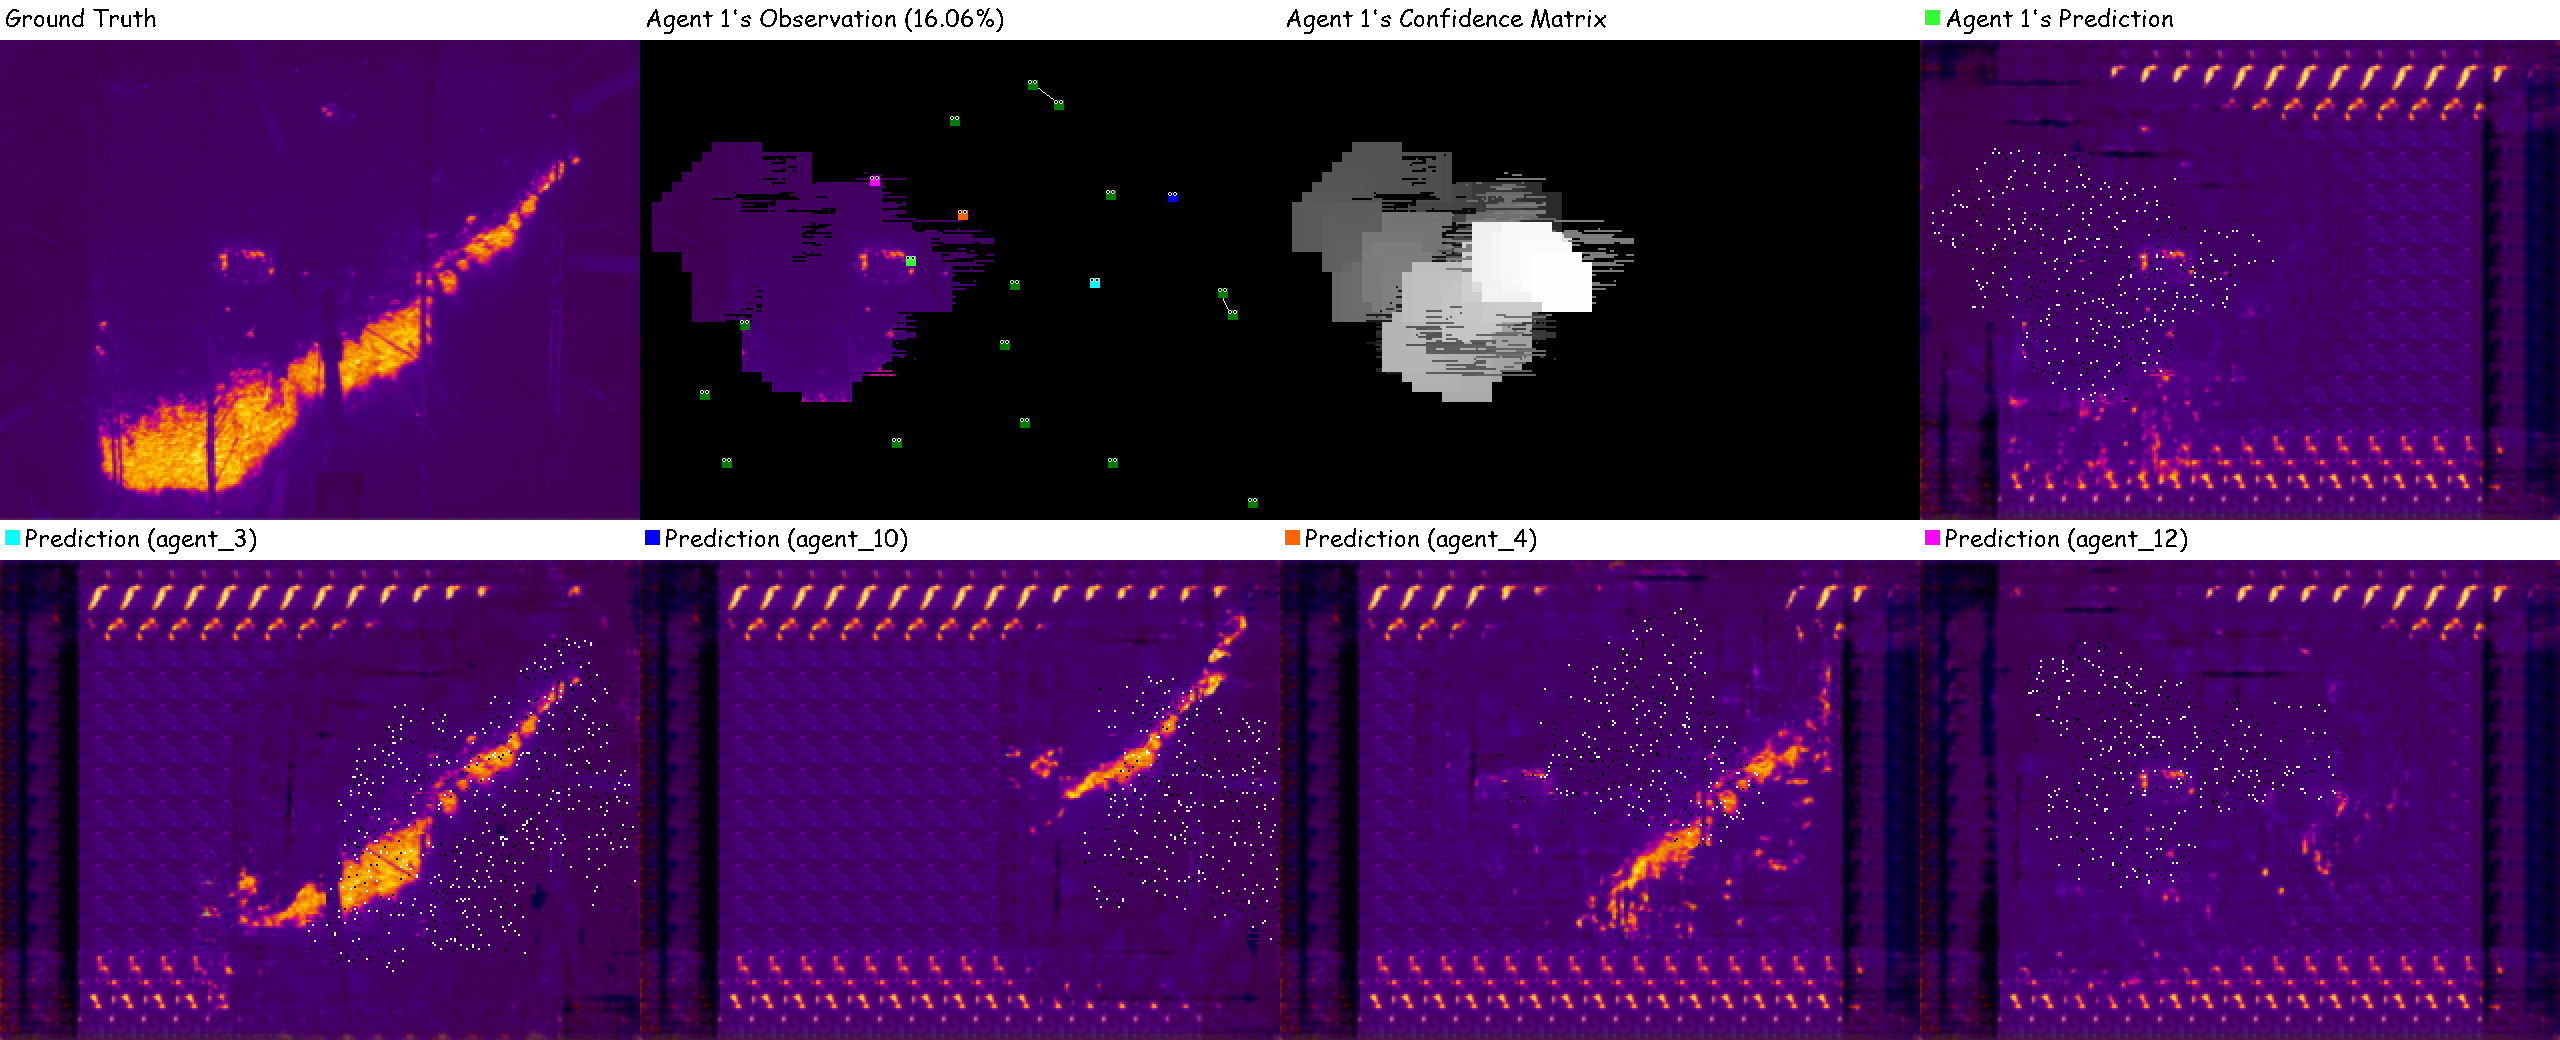 Ground Truth
Agent 1's Observation (16.06%)
Agent 1's Confidence Matrix
Agent 1's Prediction
Prediction (agent_3)
Prediction (agent_10)
Prediction (agent_4)
Prediction (agent_12)